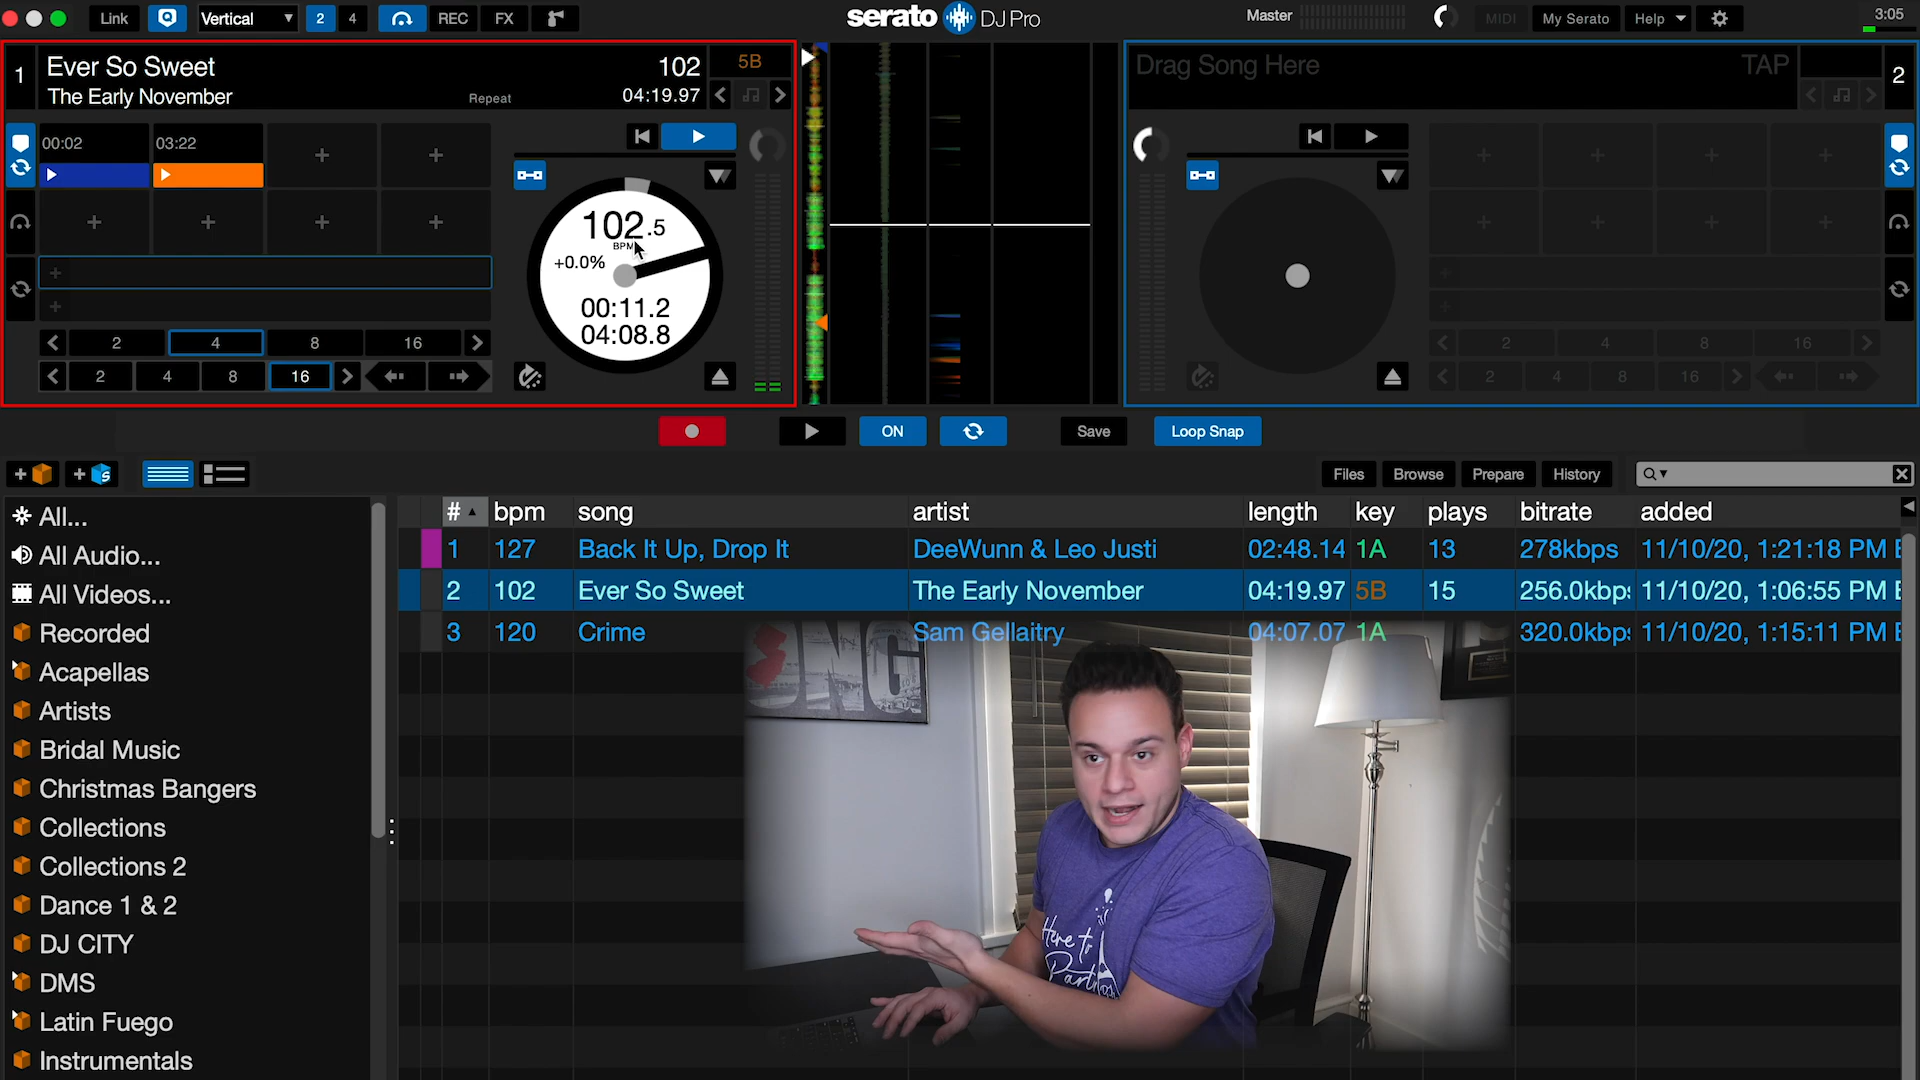 Link Vertical 2 4 REC FX serato DJ Pro Master MIDI My Serato Help 3:05
1 Ever So Sweet 102 5B
The Early November Repeat 04:19.97
Drag Song Here TAP 2
00:02 03:22
102.5
BPM
+0.0%
00:11.2
04:08.8
2 4 8 16
2 4 8 16
2 4 8 16
2 4 8 16
ON Save Loop Snap
Files Browse Prepare History
# bpm song artist length key plays bitrate added
1 127 Back It Up, Drop It DeeWunn & Leo Justi 02:48.14 1A 13 278kbps 11/10/20, 1:21:18 PM E
2 102 Ever So Sweet The Early November 04:19.97 5B 15 256.0kbps 11/10/20, 1:06:55 PM E
3 120 Crime Sam Gellaitry 04:07.07 1A 320.0kbps 11/10/20, 1:15:11 PM E
All...
All Audio...
All Videos...
Recorded
Acapellas
Artists
Bridal Music
Christmas Bangers
Collections
Collections 2
Dance 1 & 2
DJ CITY
DMS
Latin Fuego
Instrumentals
SNG
Here to